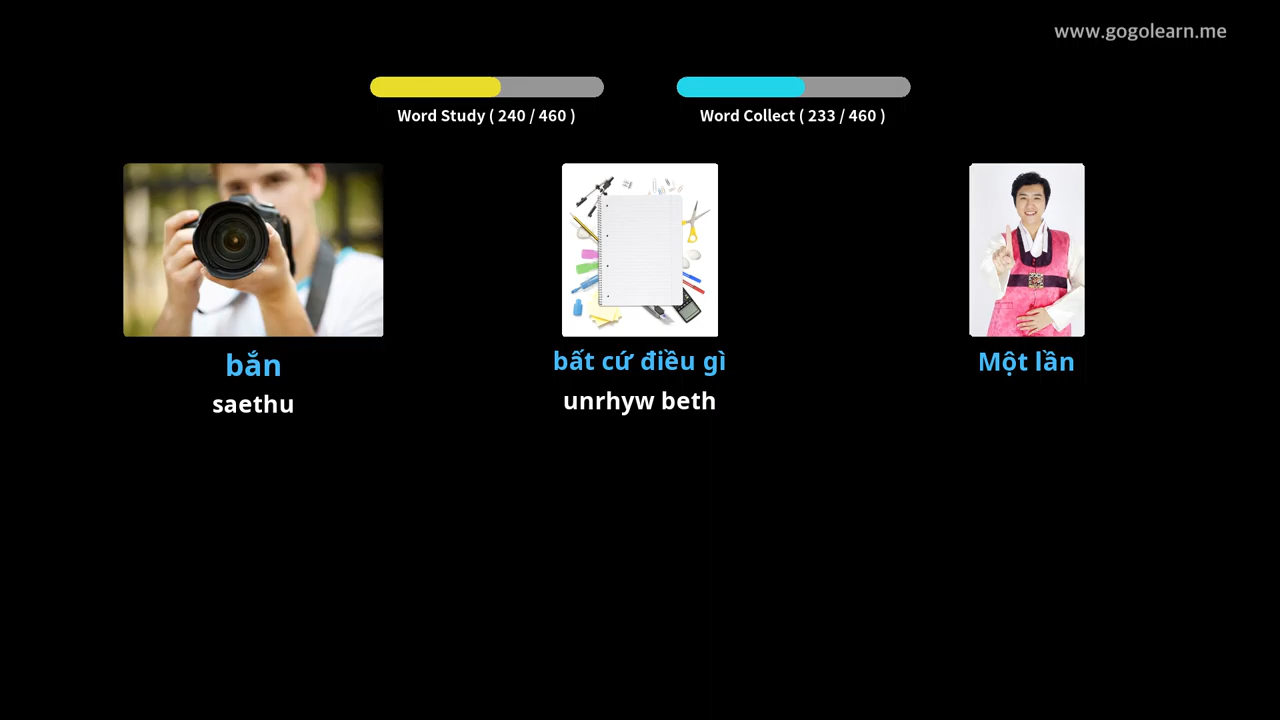 www.gogolearn.me
Word Study ( 240 / 460 )
Word Collect ( 233 / 460 )
bắn
saethu
bất cứ điều gì
unrhyw beth
Một lần